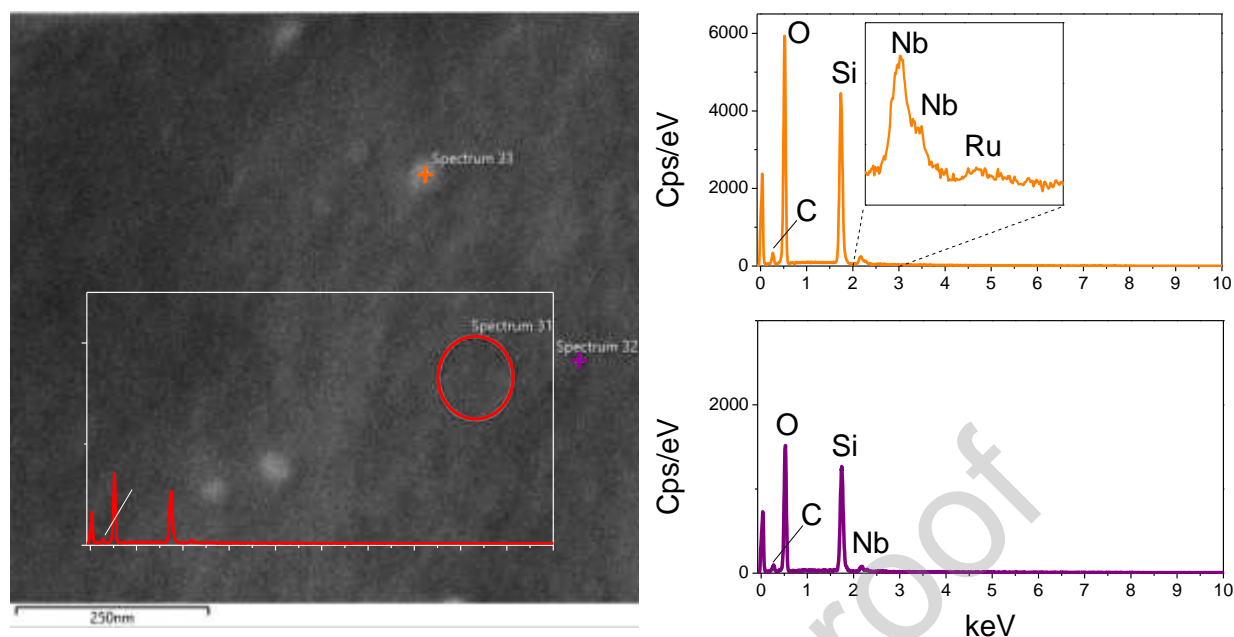 Spectrum 33
Spectrum 31
Spectrum 32
250nm
6000
4000
2000
0
Cps/eV
O
Si
C
Nb
Nb
Ru
0 1 2 3 4 5 6 7 8 9 10
2000
0
Cps/eV
O
Si
C
Nb
0 1 2 3 4 5 6 7 8 9 10
keV
roof